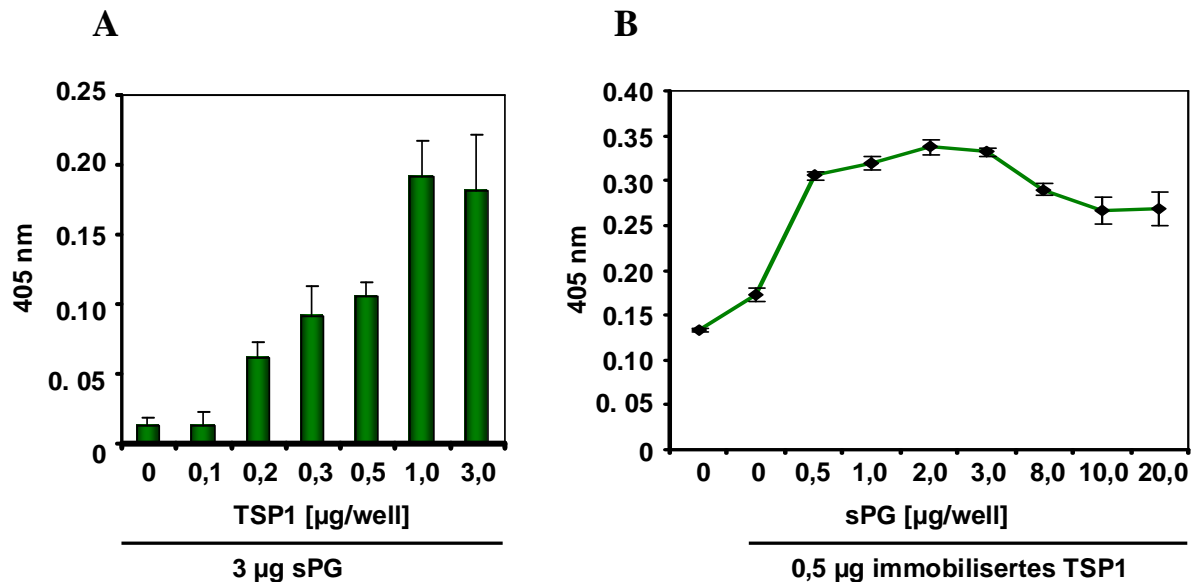 A
B
0.25
0.20
0.15
0.10
0. 05
0
405 nm
0 0,1 0,2 0,3 0,5 1,0 3,0
TSP1 [µg/well]
3 µg sPG
0.40
0.35
0.30
0.25
0.20
0.15
0.10
0. 05
0
405 nm
0 0 0,5 1,0 2,0 3,0 8,0 10,0 20,0
sPG [µg/well]
0,5 µg immobilisertes TSP1